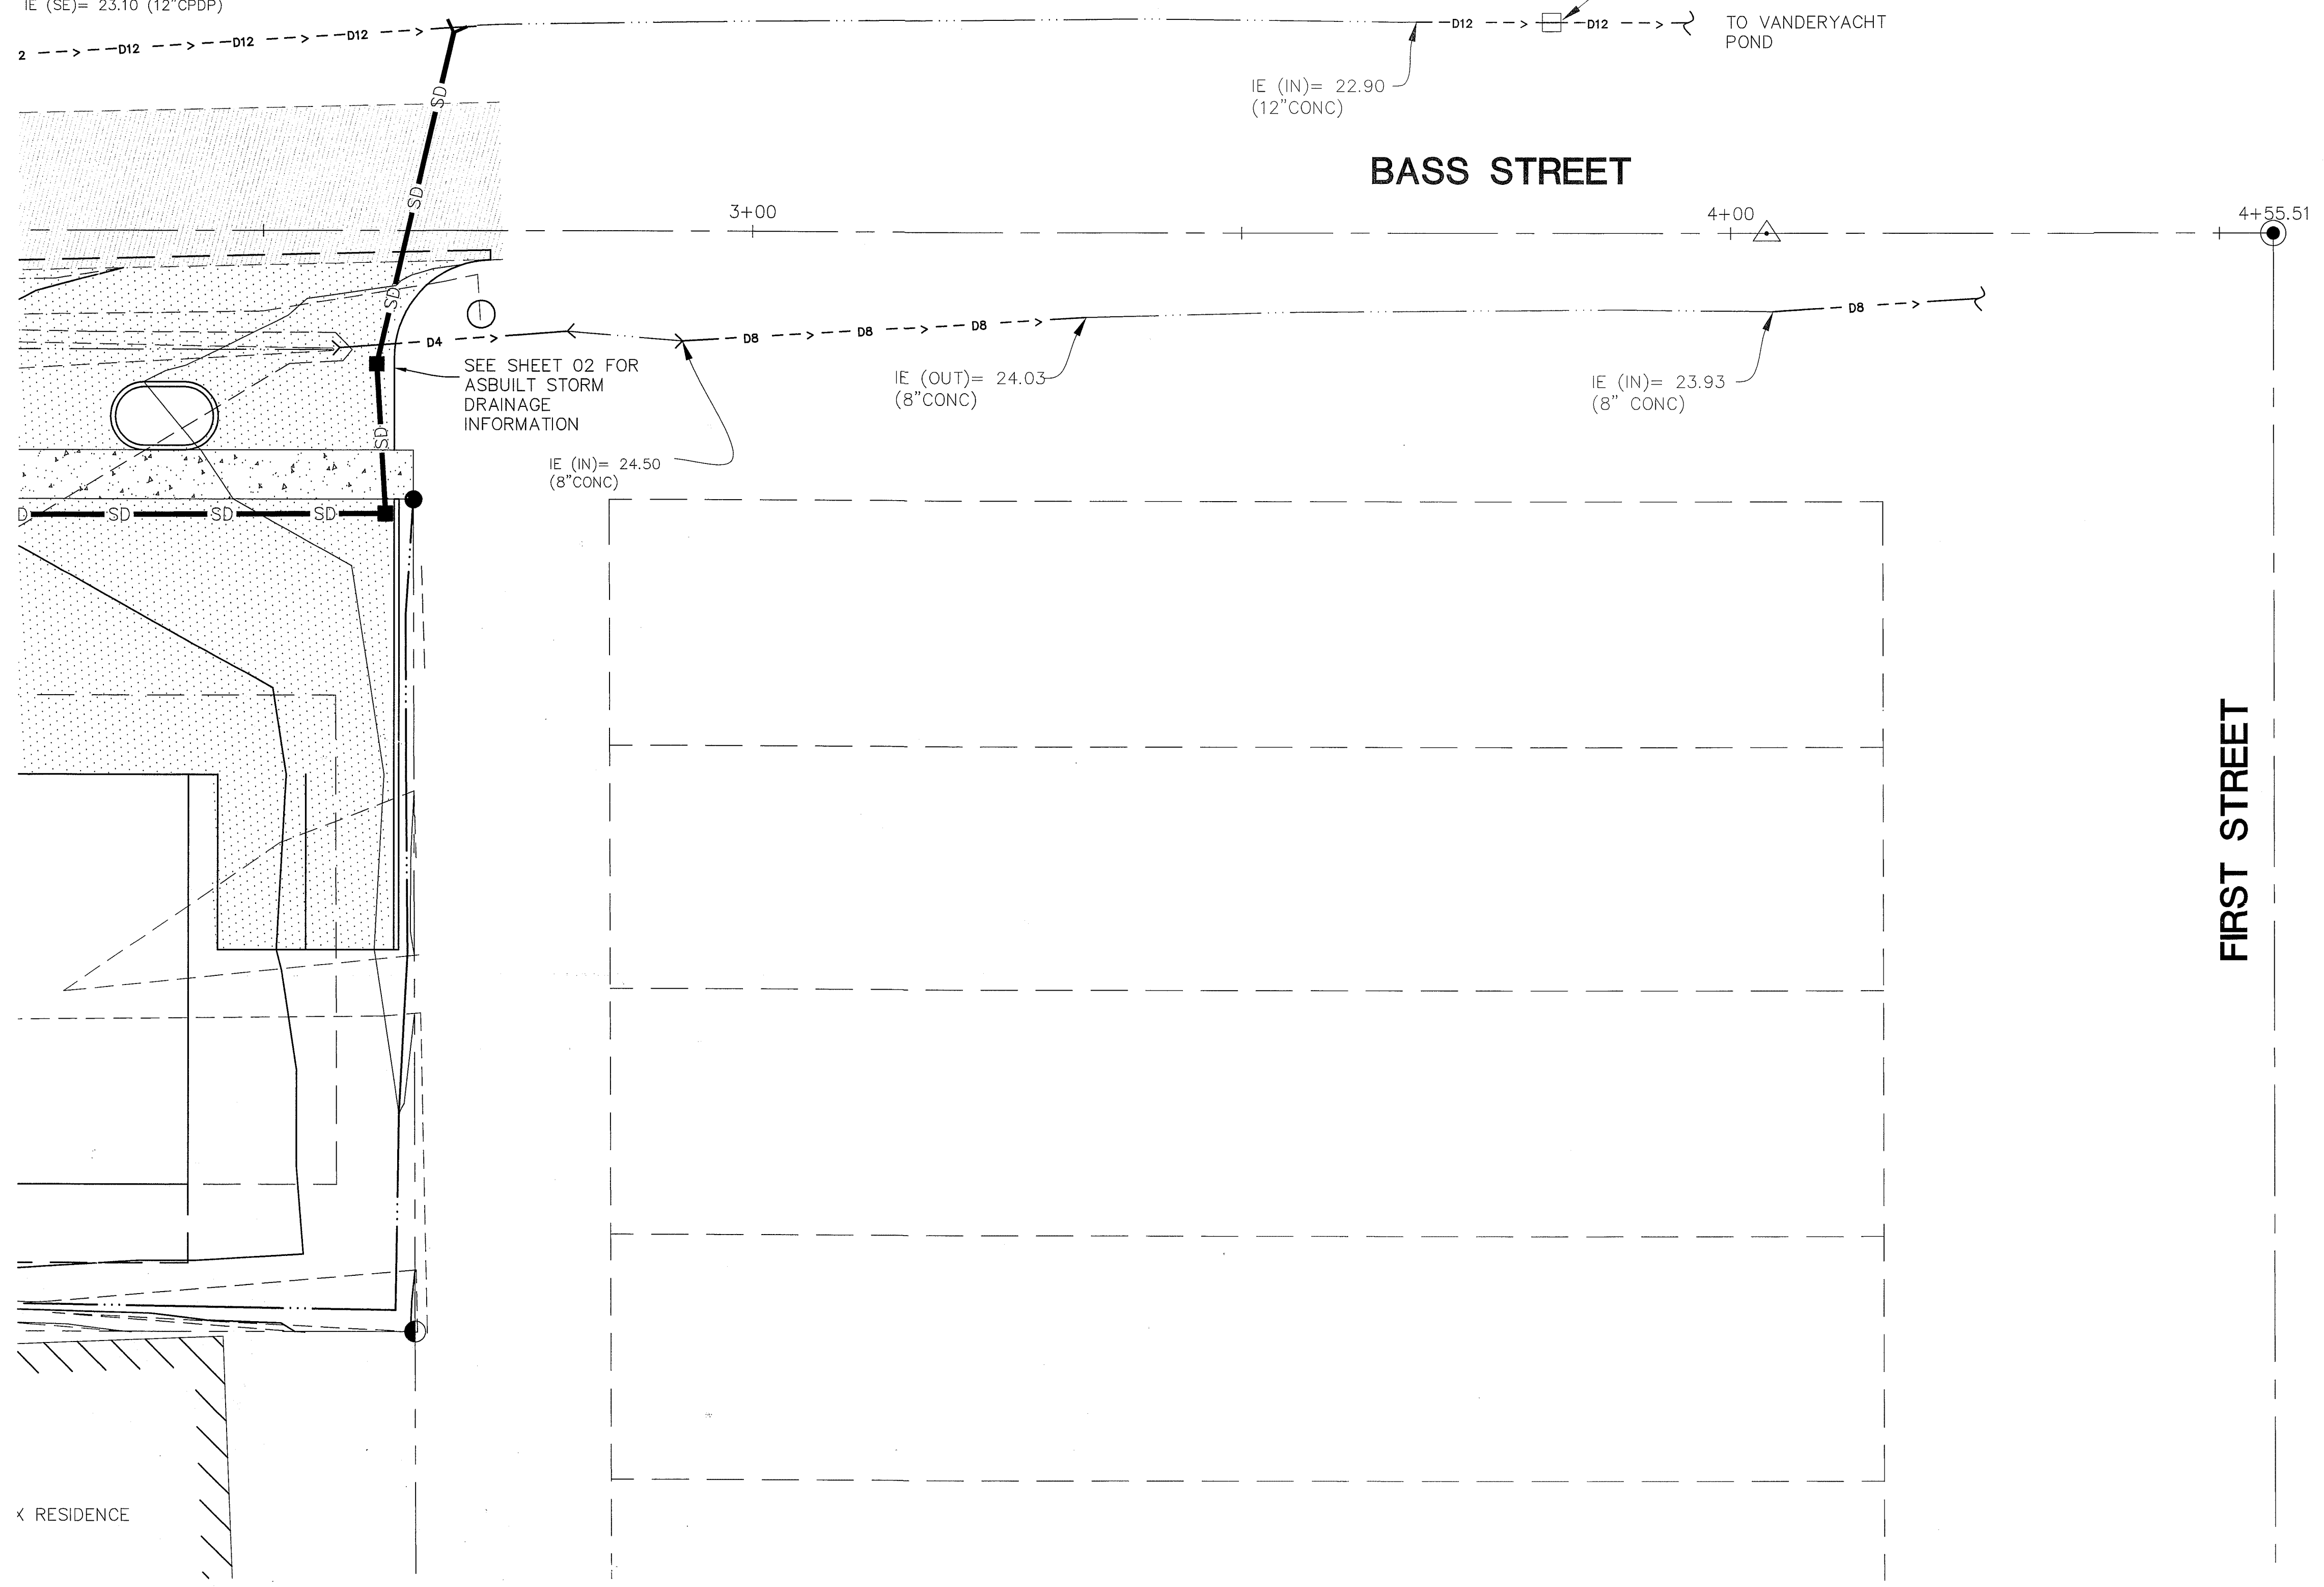 IE (SE)= 23.10 (12"CPDP)
2
D12
D12
D12
D12
D12
TO VANDERYACHT
POND
SD
IE (IN)= 22.90
(12"CONC)
BASS STREET
SD
3+00
4+00
4+55.51
SD
D4
D8
D8
D8
D8
SEE SHEET 02 FOR
ASBUILT STORM
DRAINAGE
INFORMATION
IE (OUT)= 24.03
(8"CONC)
IE (IN)= 23.93
(8" CONC)
SD
IE (IN)= 24.50
(8"CONC)
SD
SD
SD
FIRST STREET
RESIDENCE